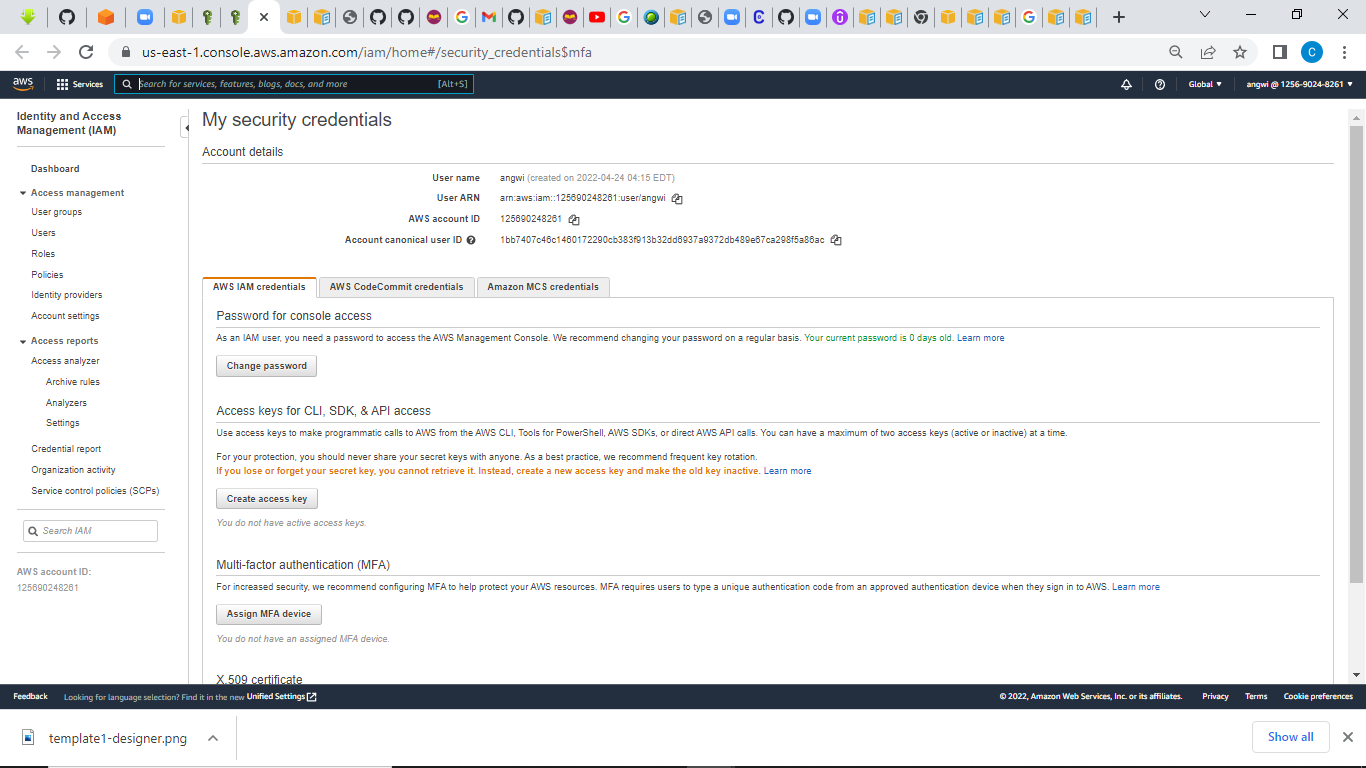 us-east-1.console.aws.amazon.com/iam/home#/security_credentials$mfa
C
aws
Services
Search for services, features, blogs, docs, and more
[Alt+S]
Global
angwi @ 1256-9024-8261
Identity and Access
Management (IAM)
Dashboard
Access management
User groups
Users
Roles
Policies
Identity providers
Account settings
Access reports
Access analyzer
Archive rules
Analyzers
Settings
Credential report
Organization activity
Service control policies (SCPs)
Search IAM
AWS account ID:
125690248261
My security credentials
Account details
User name angwi (created on 2022-04-24 04:15 EDT)
User ARN arn:aws:iam::125690248261:user/angwi
AWS account ID 125690248261
Account canonical user ID 1bb7407c46c1460172290cb383f913b32dd6937a9372db489e67ca298f5a86ac
AWS IAM credentials
AWS CodeCommit credentials
Amazon MCS credentials
Password for console access
As an IAM user, you need a password to access the AWS Management Console. We recommend changing your password on a regular basis. Your current password is 0 days old. Learn more
Change password
Access keys for CLI, SDK, & API access
Use access keys to make programmatic calls to AWS from the AWS CLI, Tools for PowerShell, AWS SDKs, or direct AWS API calls. You can have a maximum of two access keys (active or inactive) at a time.
For your protection, you should never share your secret keys with anyone. As a best practice, we recommend frequent key rotation.
If you lose or forget your secret key, you cannot retrieve it. Instead, create a new access key and make the old key inactive. Learn more
Create access key
You do not have active access keys.
Multi-factor authentication (MFA)
For increased security, we recommend configuring MFA to help protect your AWS resources. MFA requires users to type a unique authentication code from an approved authentication device when they sign in to AWS. Learn more
Assign MFA device
You do not have an assigned MFA device.
X.509 certificate
Feedback
Looking for language selection? Find it in the new Unified Settings
© 2022, Amazon Web Services, Inc. or its affiliates.
Privacy
Terms
Cookie preferences
template1-designer.png
Show all